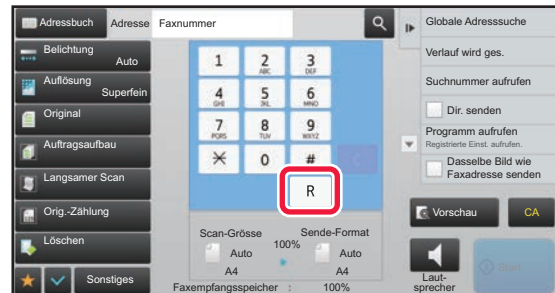 Adressbuch
Adresse
Faxnummer
Belichtung
Auto
Auflösung
Superfein
Original
Auftragsaufbau
Langsamer Scan
Orig.-Zählung
Löschen
Sonstiges
1
2
ABC
3
DEF
4
GHI
5
JKL
6
MNO
7
PQRS
8
TUV
9
WXYZ
0
#
C
R
Scan-Grösse
Sende-Format
100%
Auto
Auto
A4
A4
Faxempfangsspeicher : 100%
Globale Adresssuche
Verlauf wird ges.
Suchnummer aufrufen
Dir. senden
Programm aufrufen
Registrierte Einst. aufrufen.
Dasselbe Bild wie
Faxadresse senden
Vorschau
CA
Laut-
sprecher
Start